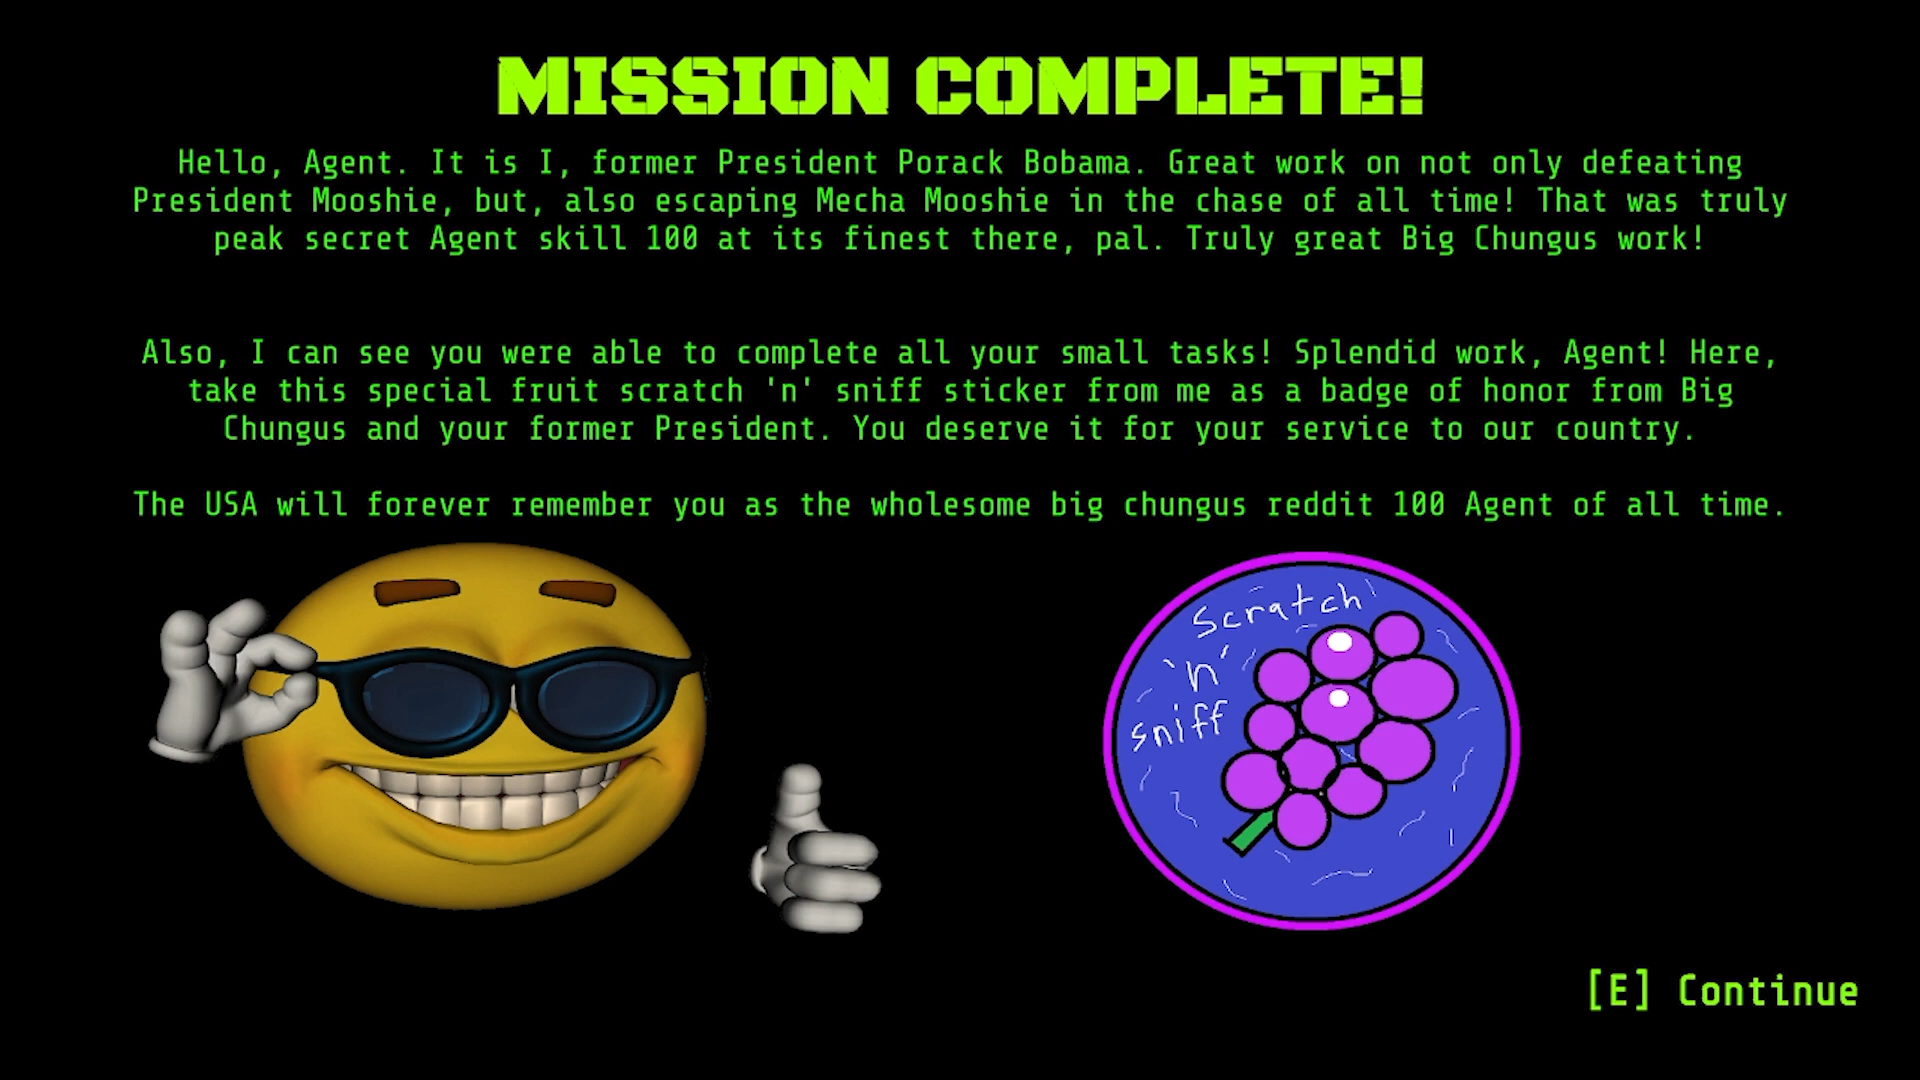 MISSION COMPLETE!
Hello, Agent. It is I, former President Porack Bobama. Great work on not only defeating
President Mooshie, but, also escaping Mecha Mooshie in the chase of all time! That was truly
peak secret Agent skill 100 at its finest there, pal. Truly great Big Chungus work!
Also, I can see you were able to complete all your small tasks! Splendid work, Agent! Here,
take this special fruit scratch 'n' sniff sticker from me as a badge of honor from Big
Chungus and your former President. You deserve it for your service to our country.
The USA will forever remember you as the wholesome big chungus reddit 100 Agent of all time.
Scratch
'n'
sniff
[E] Continue